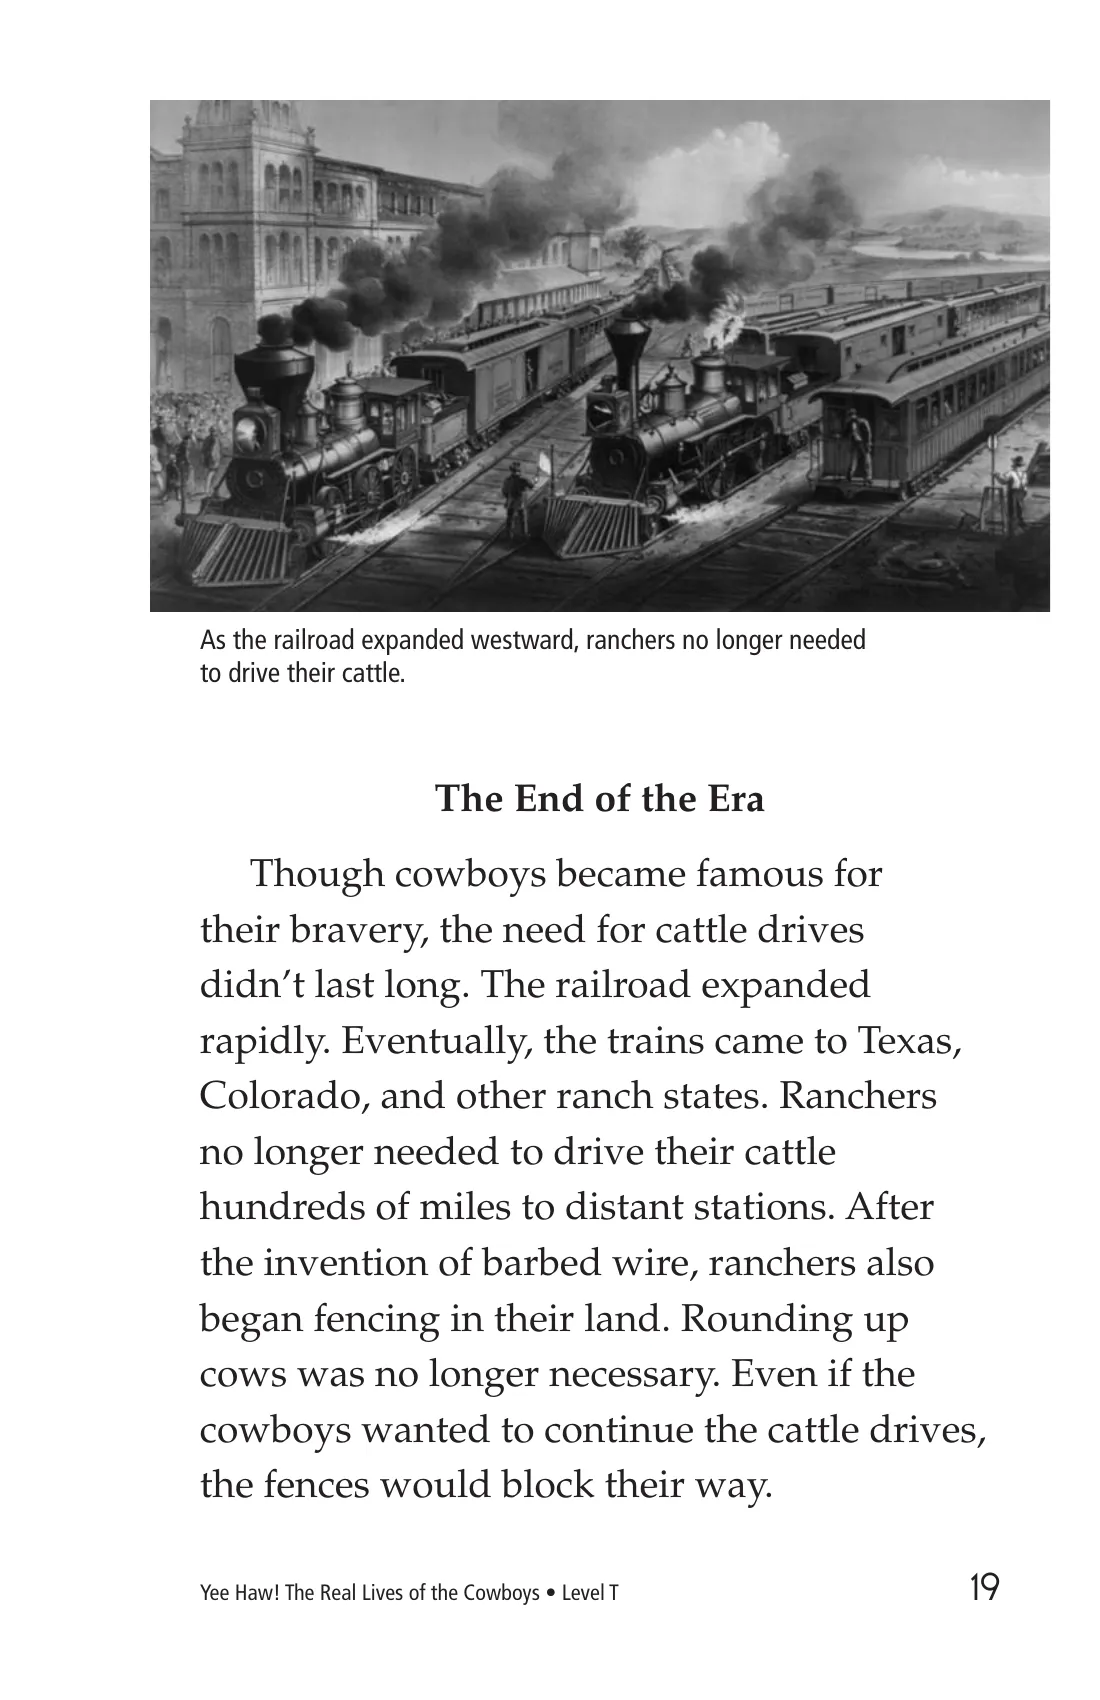 As the railroad expanded westward, ranchers no longer needed
to drive their cattle.
The End of the Era
Though cowboys became famous for
their bravery, the need for cattle drives
didn’t last long. The railroad expanded
rapidly. Eventually, the trains came to Texas,
Colorado, and other ranch states. Ranchers
no longer needed to drive their cattle
hundreds of miles to distant stations. After
the invention of barbed wire, ranchers also
began fencing in their land. Rounding up
cows was no longer necessary. Even if the
cowboys wanted to continue the cattle drives,
the fences would block their way.
Yee Haw! The Real Lives of the Cowboys • Level T 19